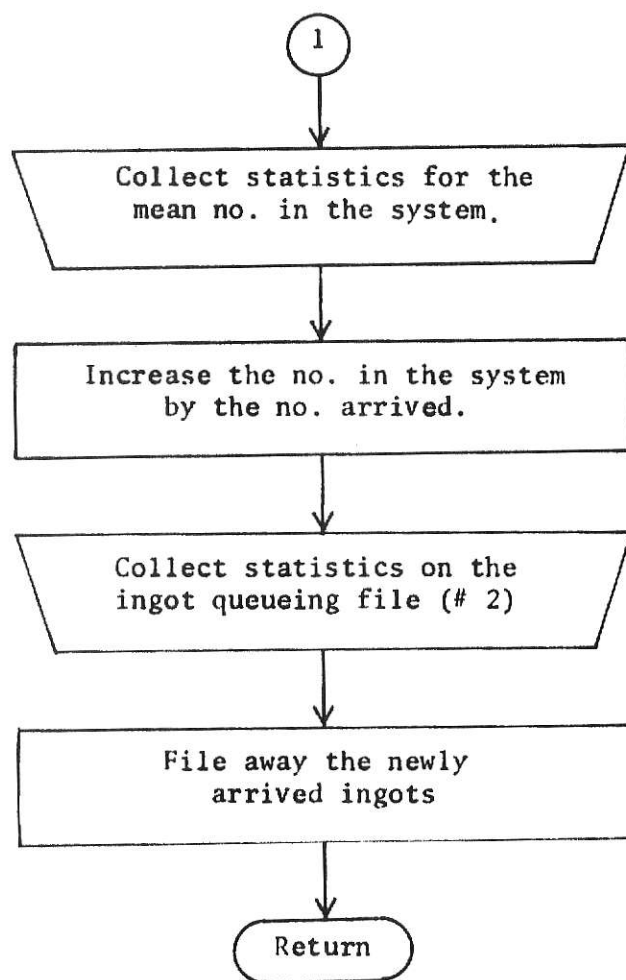 1
Collect statistics for the
mean no. in the system.
Increase the no. in the system
by the no. arrived.
Collect statistics on the
ingot queueing file (# 2)
File away the newly
arrived ingots
Return